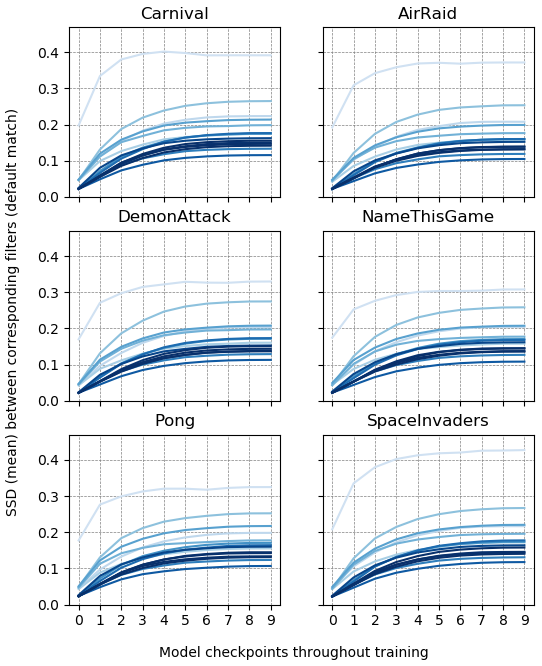 Carnival
AirRaid
0.4
0.3
0.2
0.1
0.0
DemonAttack
NameThisGame
0.4
0.3
0.2
0.1
0.0
Pong
SpaceInvaders
0.4
0.3
0.2
0.1
0.0
0 1 2 3 4 5 6 7 8 9
0 1 2 3 4 5 6 7 8 9
SSD (mean) between corresponding filters (default match)
Model checkpoints throughout training